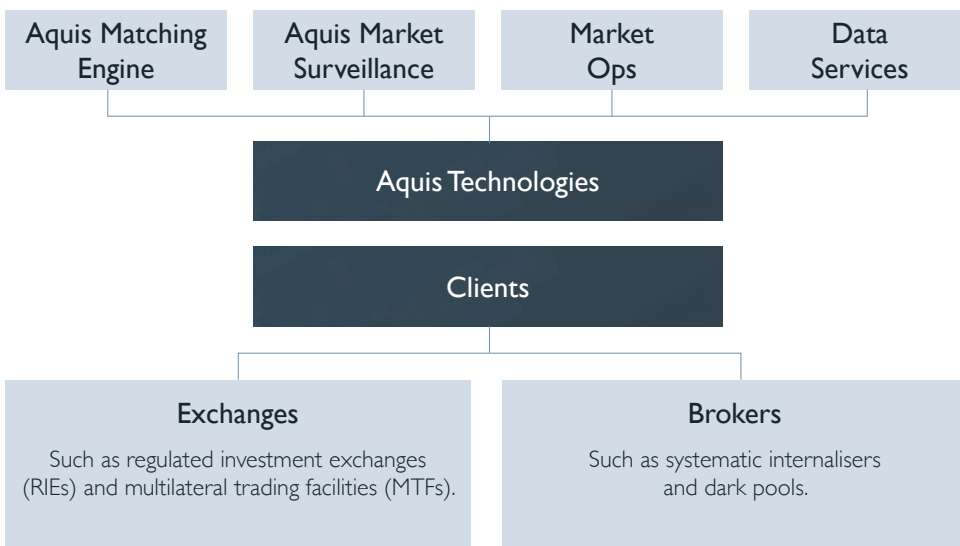 Aquis Matching
Engine
Aquis Market
Surveillance
Market
Ops
Data
Services
Aquis Technologies
Clients
Exchanges
Such as regulated investment exchanges
(RIEs) and multilateral trading facilities (MTFs).
Brokers
Such as systematic internalisers
and dark pools.